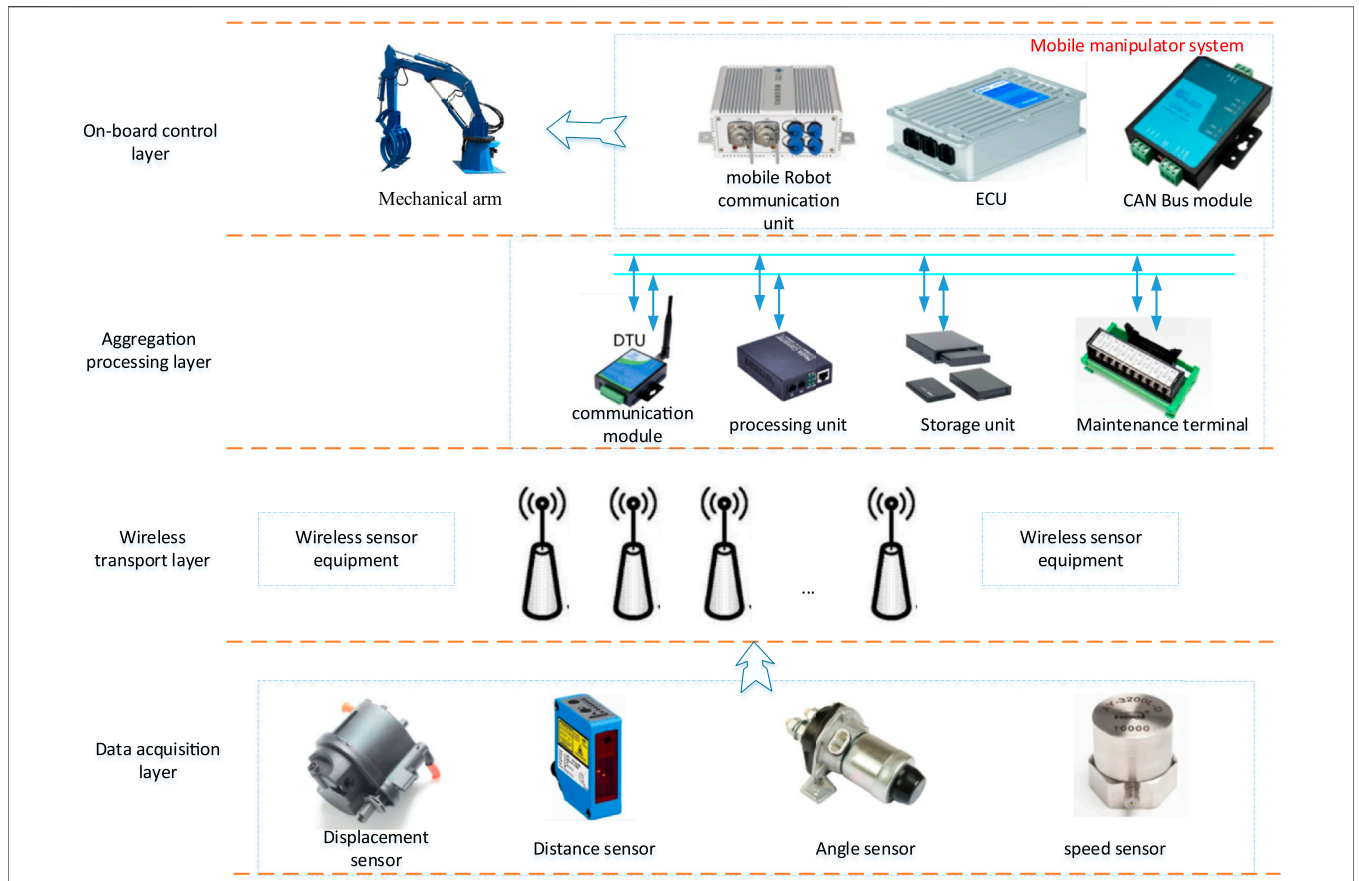 Mobile manipulator system
On-board control
layer
Mechanical arm
mobile Robot
communication
unit
ECU
CAN Bus module
Aggregation
processing layer
DTU
communication
module
processing unit
Storage unit
Maintenance terminal
Wireless
transport layer
Wireless sensor
equipment
...
Wireless sensor
equipment
Data acquisition
layer
10000
Displacement
sensor
Distance sensor
Angle sensor
speed sensor